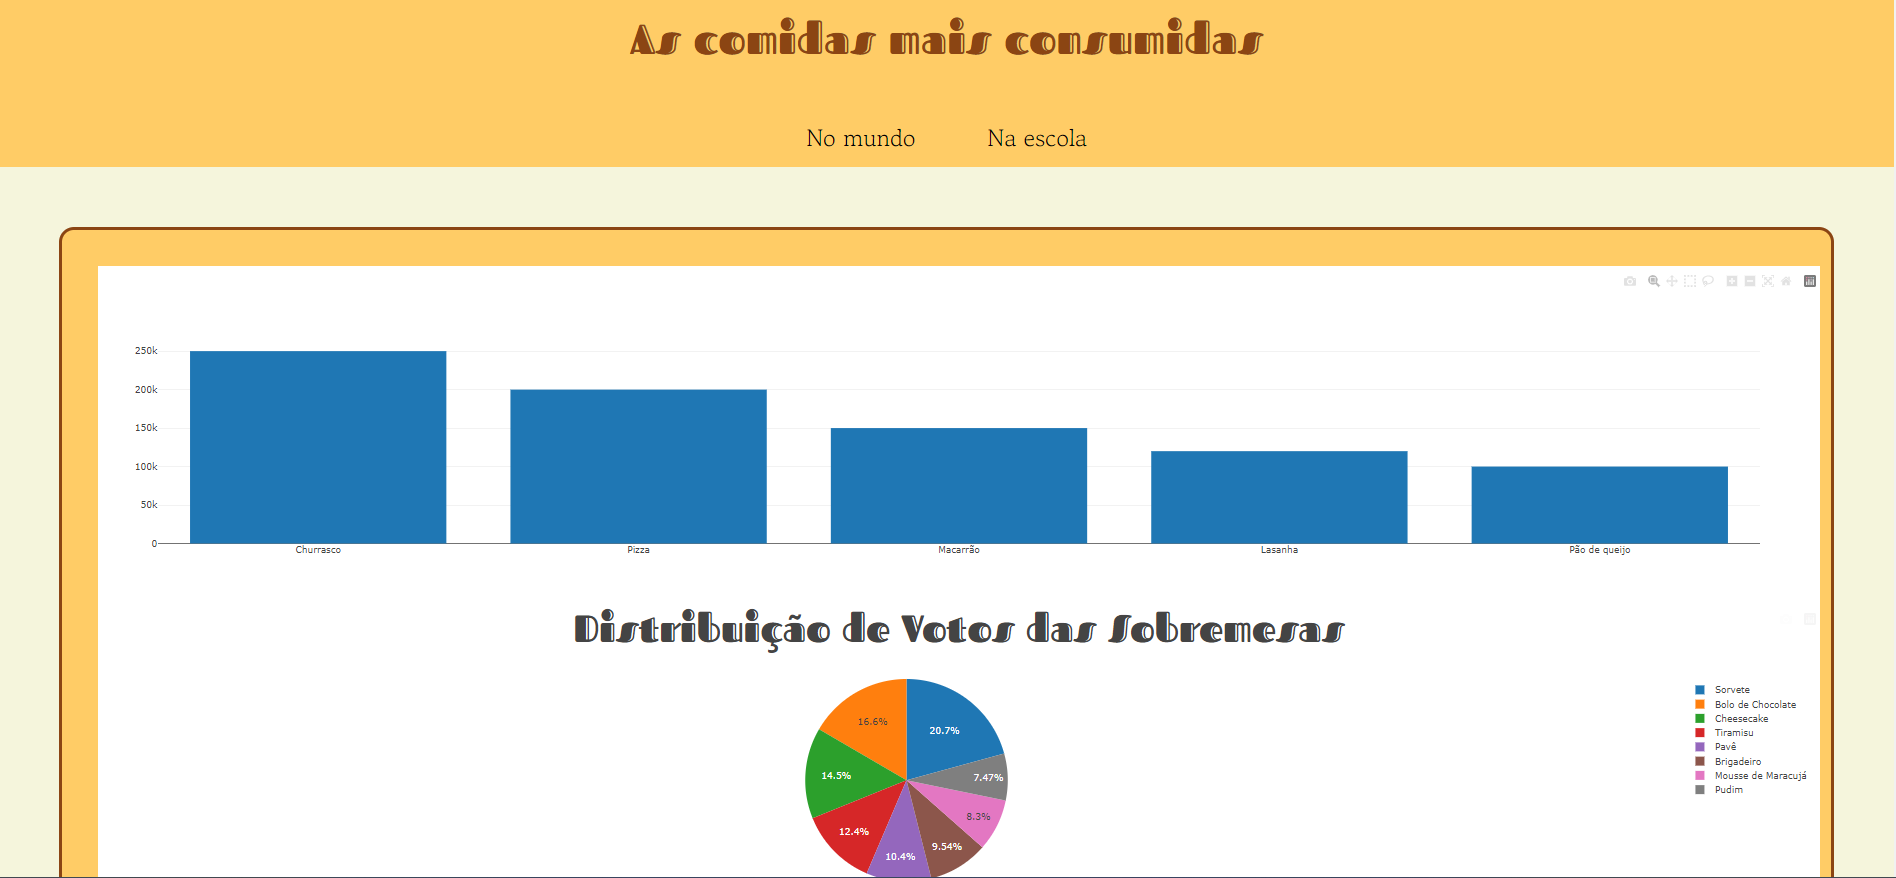 As comidas mais consumidas
No mundo Na escola
250k
200k
150k
100k
50k
0
Churrasco Pizza Macarrão Lasanha Pão de queijo
Distribuição de Votos das Sobremesas
Sorvete
Bolo de Chocolate
Cheesecake
Tiramisu
Pavê
Brigadeiro
Mousse de Maracujá
Pudim
16.6%
20.7%
14.5%
7.47%
12.4%
8.3%
10.4%
9.54%